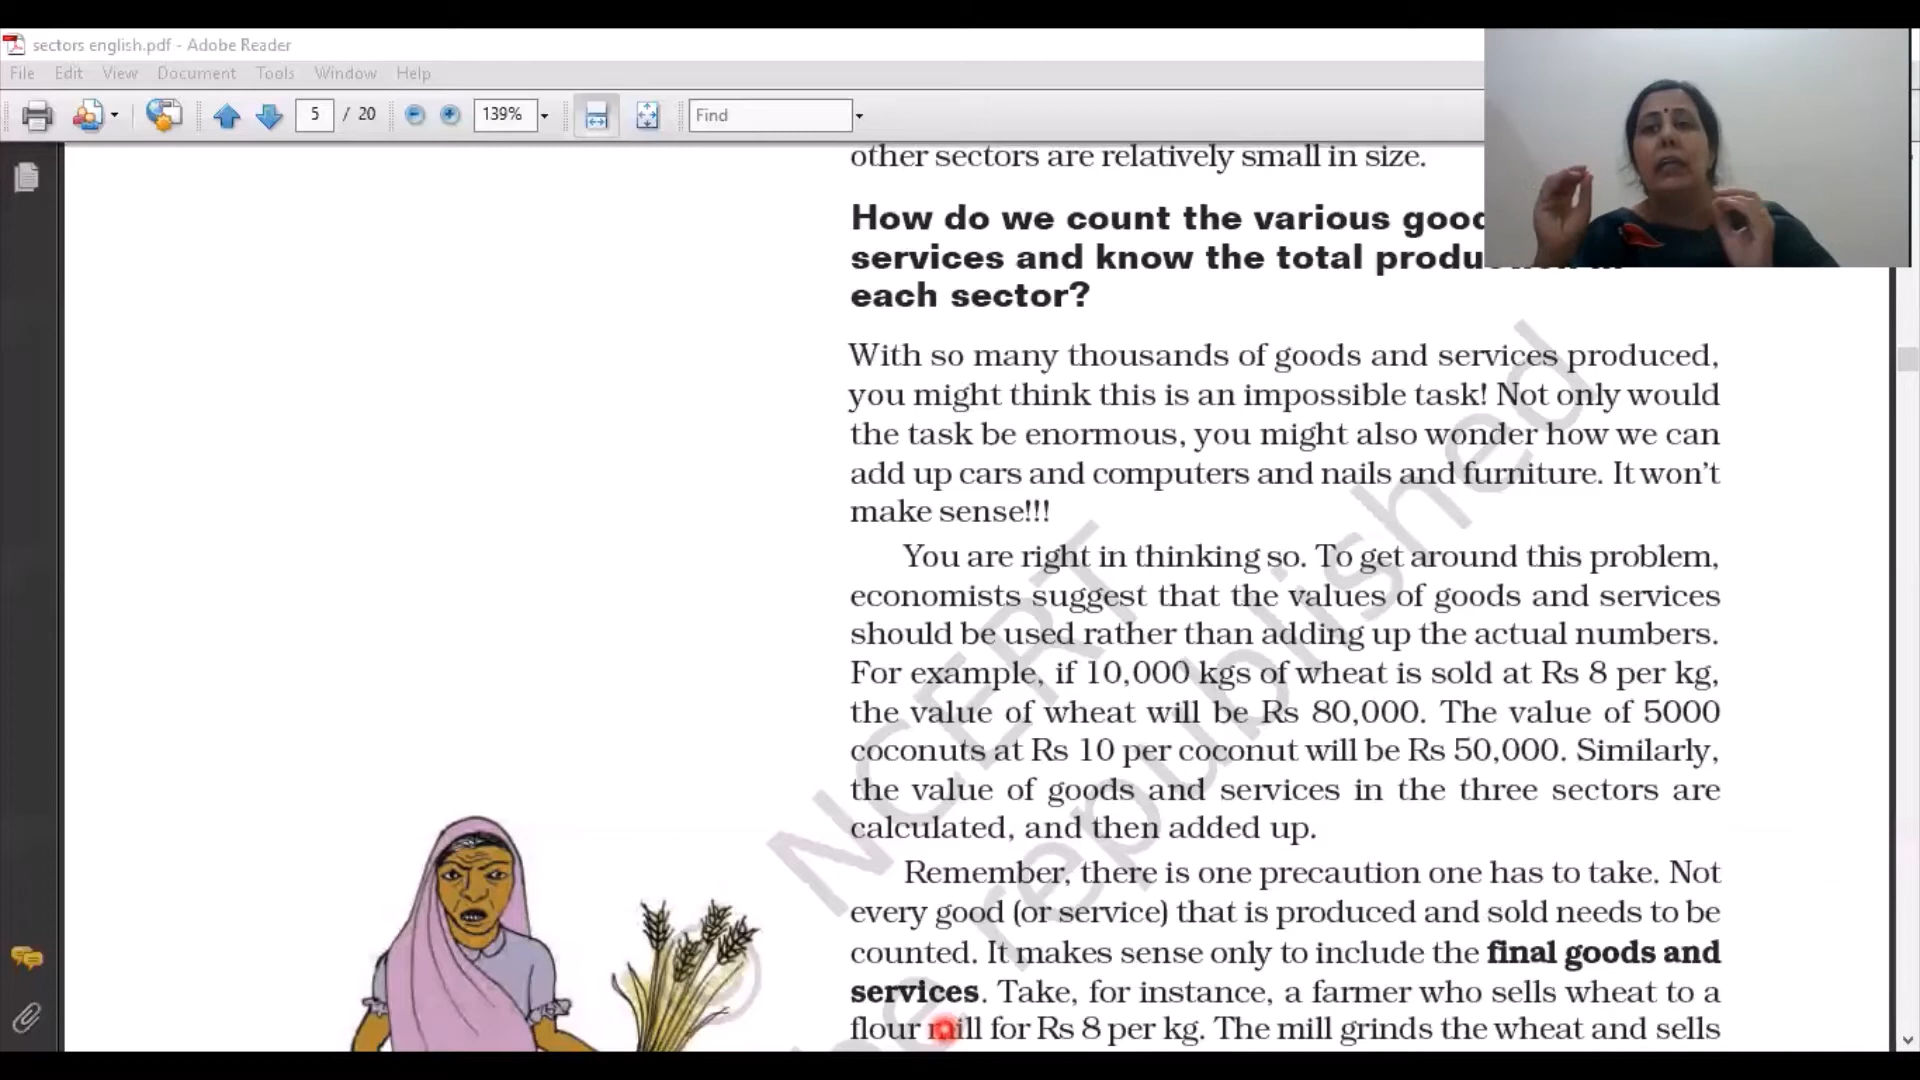 sectors english.pdf - Adobe Reader
File Edit View Document Tools Window Help
5 / 20 139% Find
other sectors are relatively small in size.
How do we count the various
services and know the total
each sector?
With so many thousands of goods and services produced,
you might think this is an impossible task! Not only would
the task be enormous, you might also wonder how we can
add up cars and computers and nails and furniture. It won't
make sense!!!
You are right in thinking so. To get around this problem,
economists suggest that the values of goods and services
should be used rather than adding up the actual numbers.
For example, if 10,000 kgs of wheat is sold at Rs 8 per kg,
the value of wheat will be Rs 80,000. The value of 5000
coconuts at Rs 10 per coconut will be Rs 50,000. Similarly,
the value of goods and services in the three sectors are
calculated, and then added up.
Remember, there is one precaution one has to take. Not
every good (or service) that is produced and sold needs to be
counted. It makes sense only to include the final goods and
services. Take, for instance, a farmer who sells wheat to a
flour mill for Rs 8 per kg. The mill grinds the wheat and sells
© NCERT
be republished